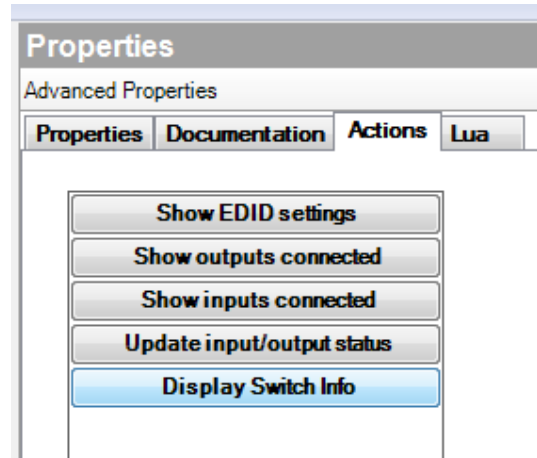 Properties
Advanced Properties
Properties Documentation Actions Lua
Show EDID settings
Show outputs connected
Show inputs connected
Update input/output status
Display Switch Info